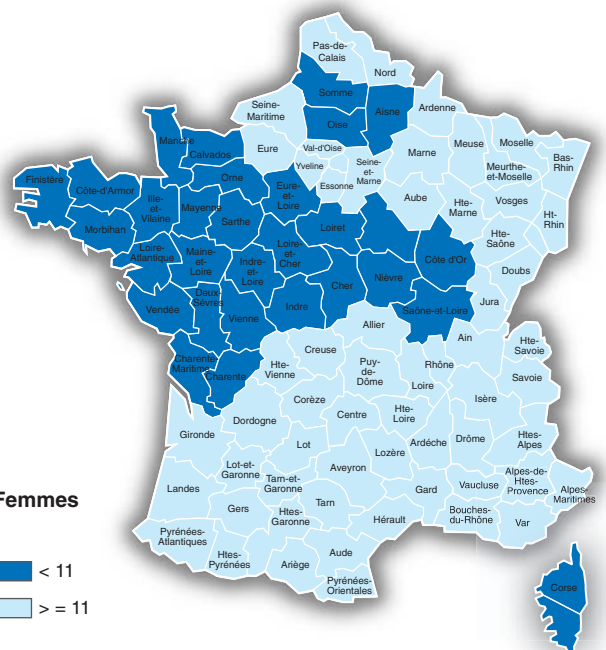 Pas-de-
Calais
Nord
Somme
Aisne
Seine-
Maritime
Ardenne
Oise
Manche
Calvados
Eure
Val-d'Oise
Yveline
Seine-
et-
Marne
Essonne
Marne
Meuse
Moselle
Meurthe-
et-Moselle
Bas-
Rhin
Finistère
Côte-d'Armor
Ille-
et-
Vilaine
Orne
Mayenne
Eure-
et-
Loire
Aube
Hte-
Marne
Vosges
Ht-
Rhin
Morbihan
Sarthe
Loiret
Hte-
Saône
Loire-
Atlantique
Maine-
et-
Loire
Indre-
et-
Loire
Loire-
et-
Cher
Côte d'Or
Doubs
Cher
Nièvre
Vendée
Deux-
Sèvres
Vienne
Indre
Saône-et-Loire
Jura
Allier
Ain
Charente-
Maritime
Charente
Hte-
Vienne
Creuse
Puy-
de-
Dôme
Rhône
Loire
Hte-
Savoie
Savoie
Isère
Corèze
Centre
Hte-
Loire
Gironde
Dordogne
Lot
Aveyron
Lozère
Ardéche
Drôme
Htes-
Alpes
Lot-et-
Garonne
Tarn-et-
Garonne
Landes
Gers
Htes-
Garonne
Tarn
Gard
Vaucluse
Alpes-de-
Htes-
Provence
Alpes-
Maritimes
Hérault
Bouches-
du-Rhône
Var
Pyrénées-
Atlantiques
Htes-
Pyrénées
Ariège
Aude
Pyrénées-
Orientales
Corse
Femmes
< 11
> = 11